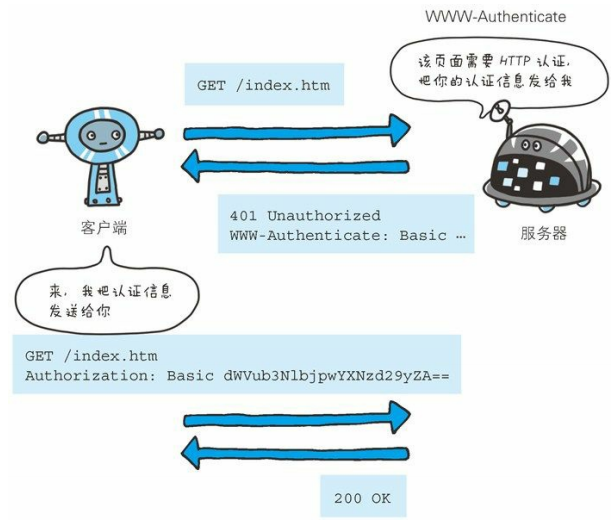 WWW-Authenticate
该页面需要 HTTP 认证,
把你的认证信息发给我
GET /index.htm
401 Unauthorized
WWW-Authenticate: Basic …
客户端
服务器
来, 我把认证信息
发送给你
GET /index.htm
Authorization: Basic dWVub3NlbjpwYXNzd29yZA==
200 OK